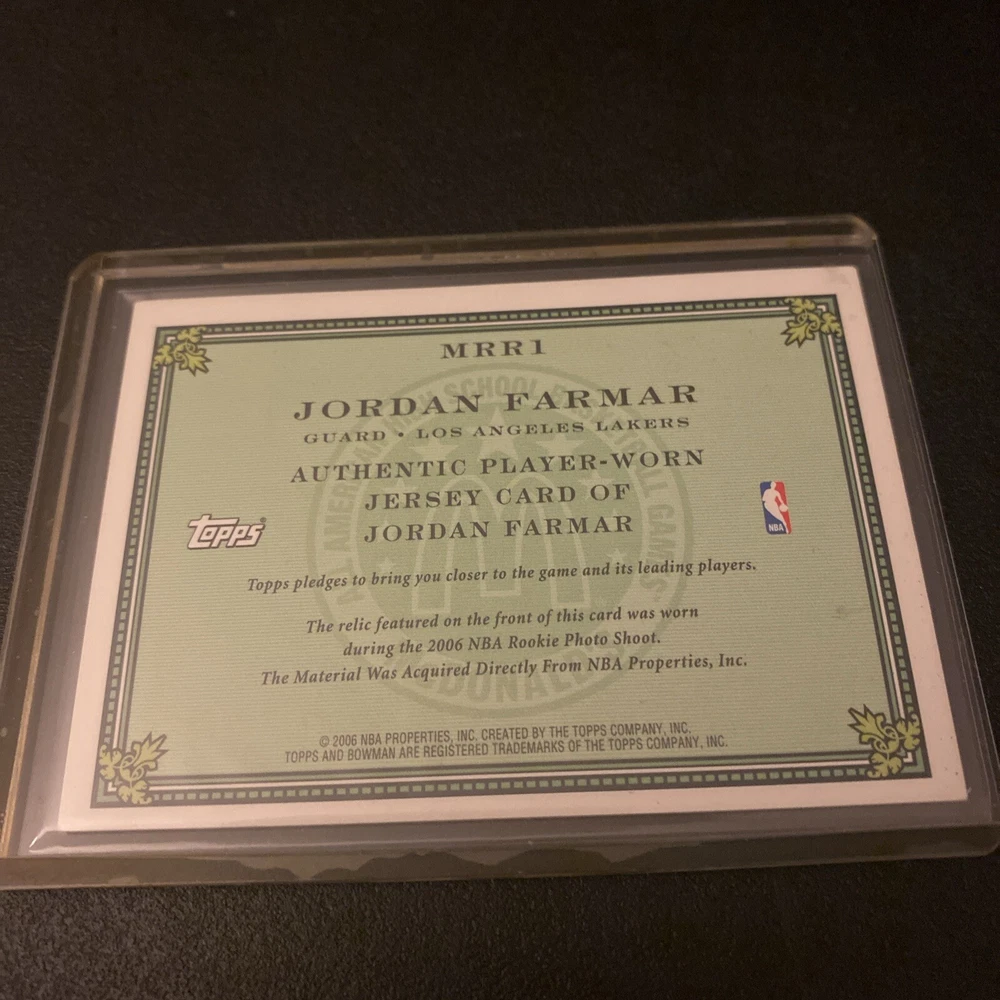 MRR1
JORDAN FARMAR
GUARD • LOS ANGELES LAKERS
AUTHENTIC PLAYER-WORN
JERSEY CARD OF
JORDAN FARMAR
Topps®
NBA
Topps pledges to bring you closer to the game and its leading players.
The relic featured on the front of this card was worn
during the 2006 NBA Rookie Photo Shoot.
The Material Was Acquired Directly From NBA Properties, Inc.
© 2006 NBA PROPERTIES, INC. CREATED BY THE TOPPS COMPANY, INC.
TOPPS AND BOWMAN ARE REGISTERED TRADEMARKS OF THE TOPPS COMPANY, INC.